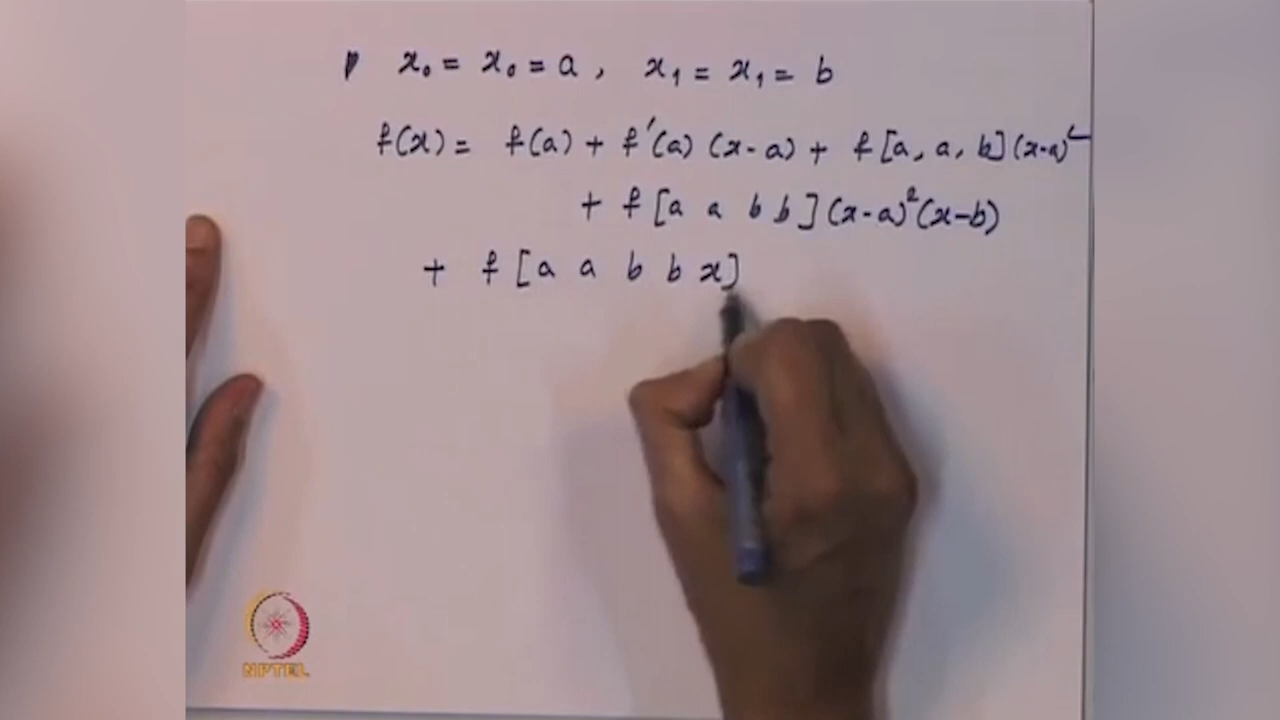 x₀ = x₀ = a, x₁ = x₁ = b
f(x) = f(a) + f'(a) (x-a) + f[a, a, b](x-a)²
+ f[a a b b](x-a)²(x-b)
+ f[a a b b x]
NPTEL